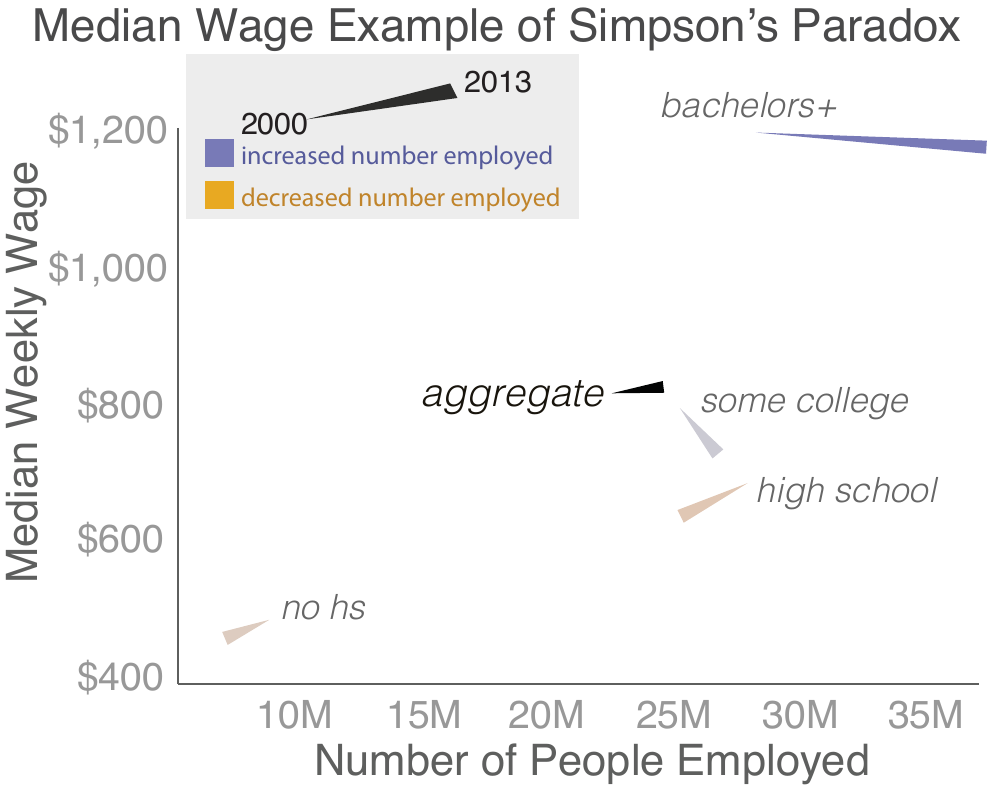 Median Wage Example of Simpson's Paradox
2013
2000
increased number employed
decreased number employed
bachelors+
aggregate
some college
high school
no hs
Median Weekly Wage
$1,200
$1,000
$800
$600
$400
10M 15M 20M 25M 30M 35M
Number of People Employed